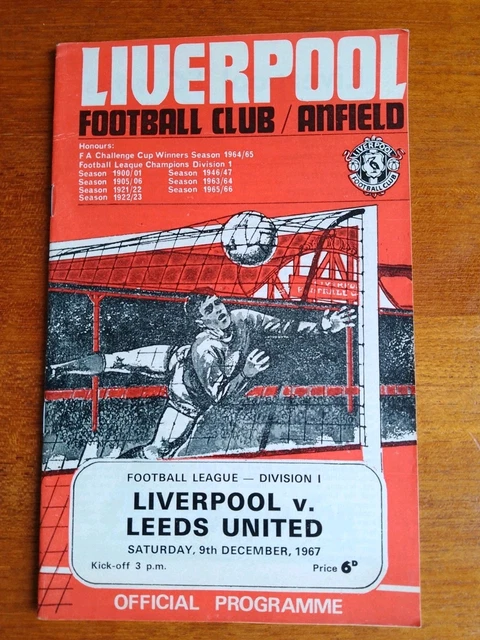 LIVERPOOL
FOOTBALL CLUB / ANFIELD
Honours:
F A Challenge Cup Winners Season 1964/65
Football League Champions Division 1
Season 1900/01 Season 1946/47
Season 1905/06 Season 1963/64
Season 1921/22 Season 1965/66
Season 1922/23
LIVERPOOL
FOOTBALL CLUB
FOOTBALL LEAGUE — DIVISION I
LIVERPOOL v.
LEEDS UNITED
SATURDAY, 9th DECEMBER, 1967
Kick-off 3 p.m. Price 6D
OFFICIAL PROGRAMME